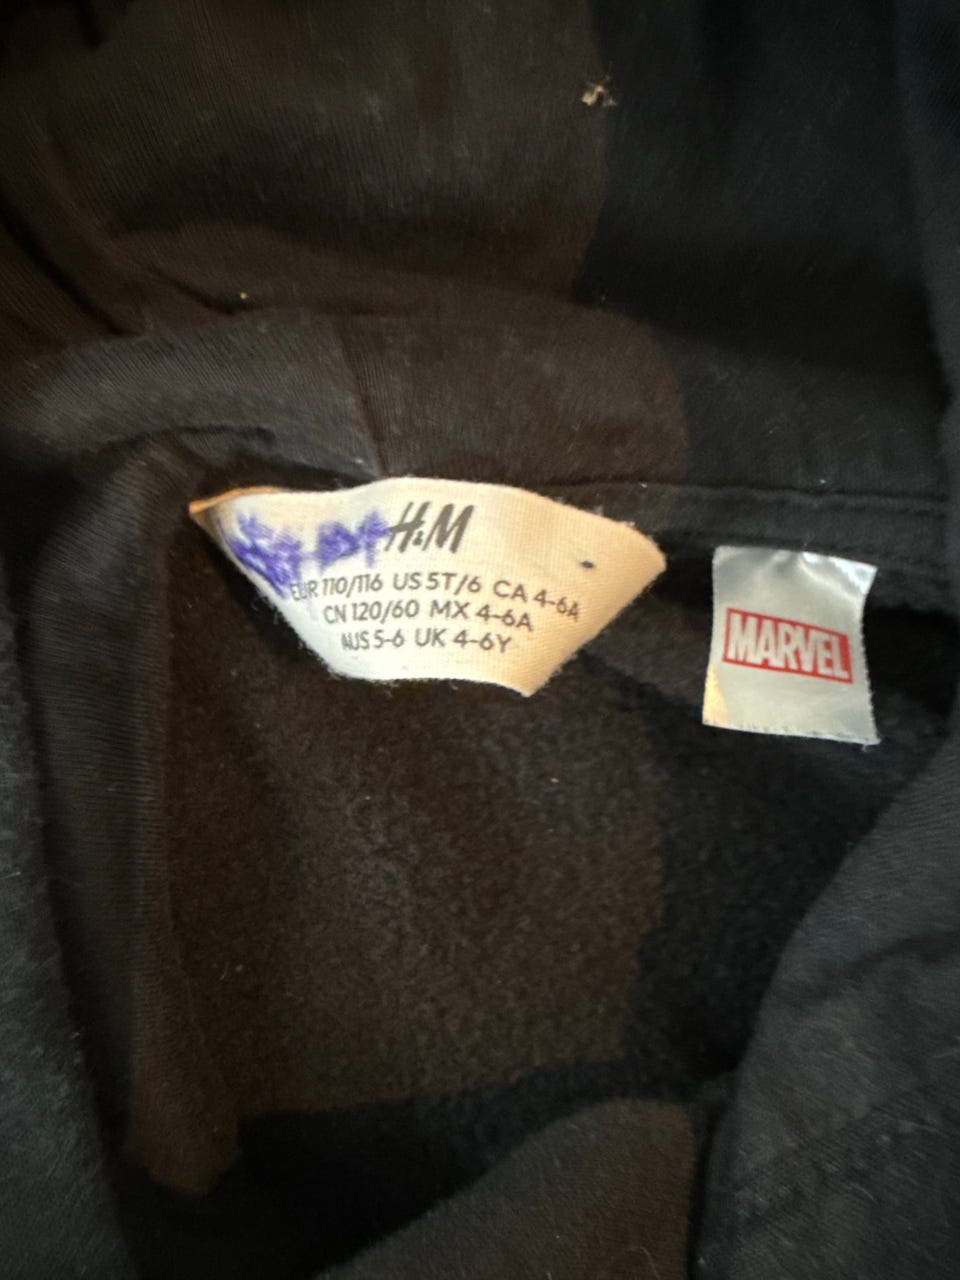 H&M
EUR 110/116 US 5T/6 CA 4-6A
CN 120/60 MX 4-6A
AUS 5-6 UK 4-6Y
MARVEL